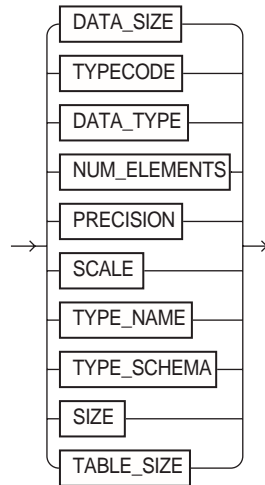 DATA_SIZE
TYPECODE
DATA_TYPE
NUM_ELEMENTS
PRECISION
SCALE
TYPE_NAME
TYPE_SCHEMA
SIZE
TABLE_SIZE